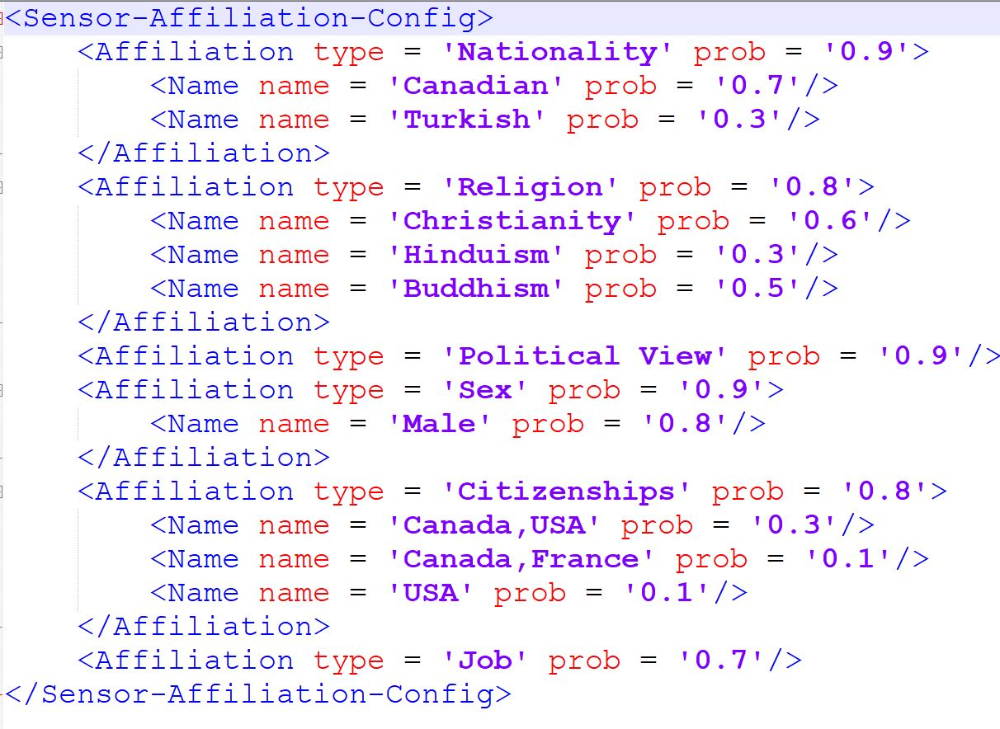 <Sensor-Affiliation-Config>
<Affiliation type = 'Nationality' prob = '0.9'>
<Name name = 'Canadian' prob = '0.7'/>
<Name name = 'Turkish' prob = '0.3'/>
</Affiliation>
<Affiliation type = 'Religion' prob = '0.8'>
<Name name = 'Christianity' prob = '0.6'/>
<Name name = 'Hinduism' prob = '0.3'/>
<Name name = 'Buddhism' prob = '0.5'/>
</Affiliation>
<Affiliation type = 'Political View' prob = '0.9'/>
<Affiliation type = 'Sex' prob = '0.9'>
<Name name = 'Male' prob = '0.8'/>
</Affiliation>
<Affiliation type = 'Citizenships' prob = '0.8'>
<Name name = 'Canada,USA' prob = '0.3'/>
<Name name = 'Canada,France' prob = '0.1'/>
<Name name = 'USA' prob = '0.1'/>
</Affiliation>
<Affiliation type = 'Job' prob = '0.7'/>
</Sensor-Affiliation-Config>